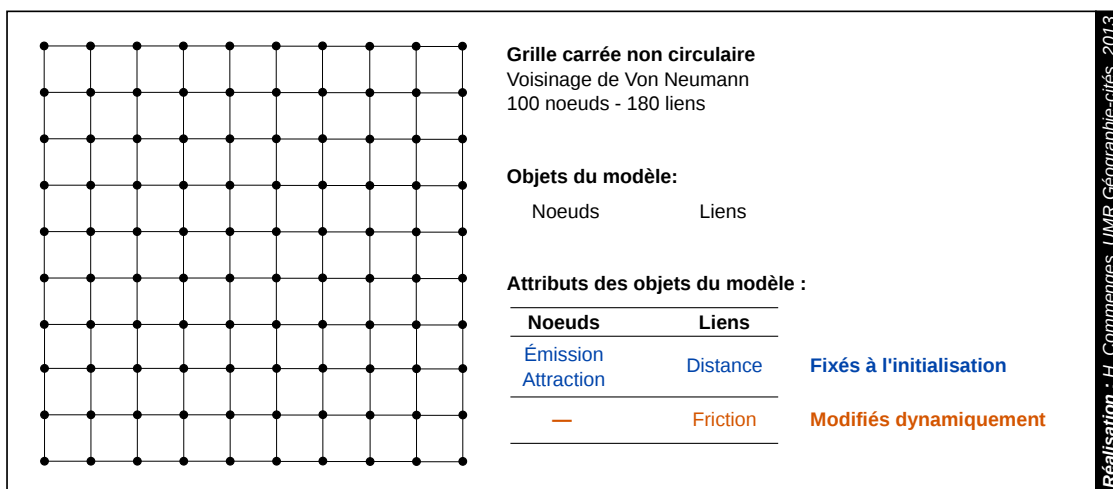 Grille carrée non circulaire
Voisinage de Von Neumann
100 noeuds - 180 liens
Objets du modèle:
Noeuds Liens
Attributs des objets du modèle :
Noeuds Liens
Émission
Attraction
Distance
Fixés à l'initialisation
— Friction Modifiés dynamiquement
Réalisation : H. Commenges, UMR Géographie-cités, 2013